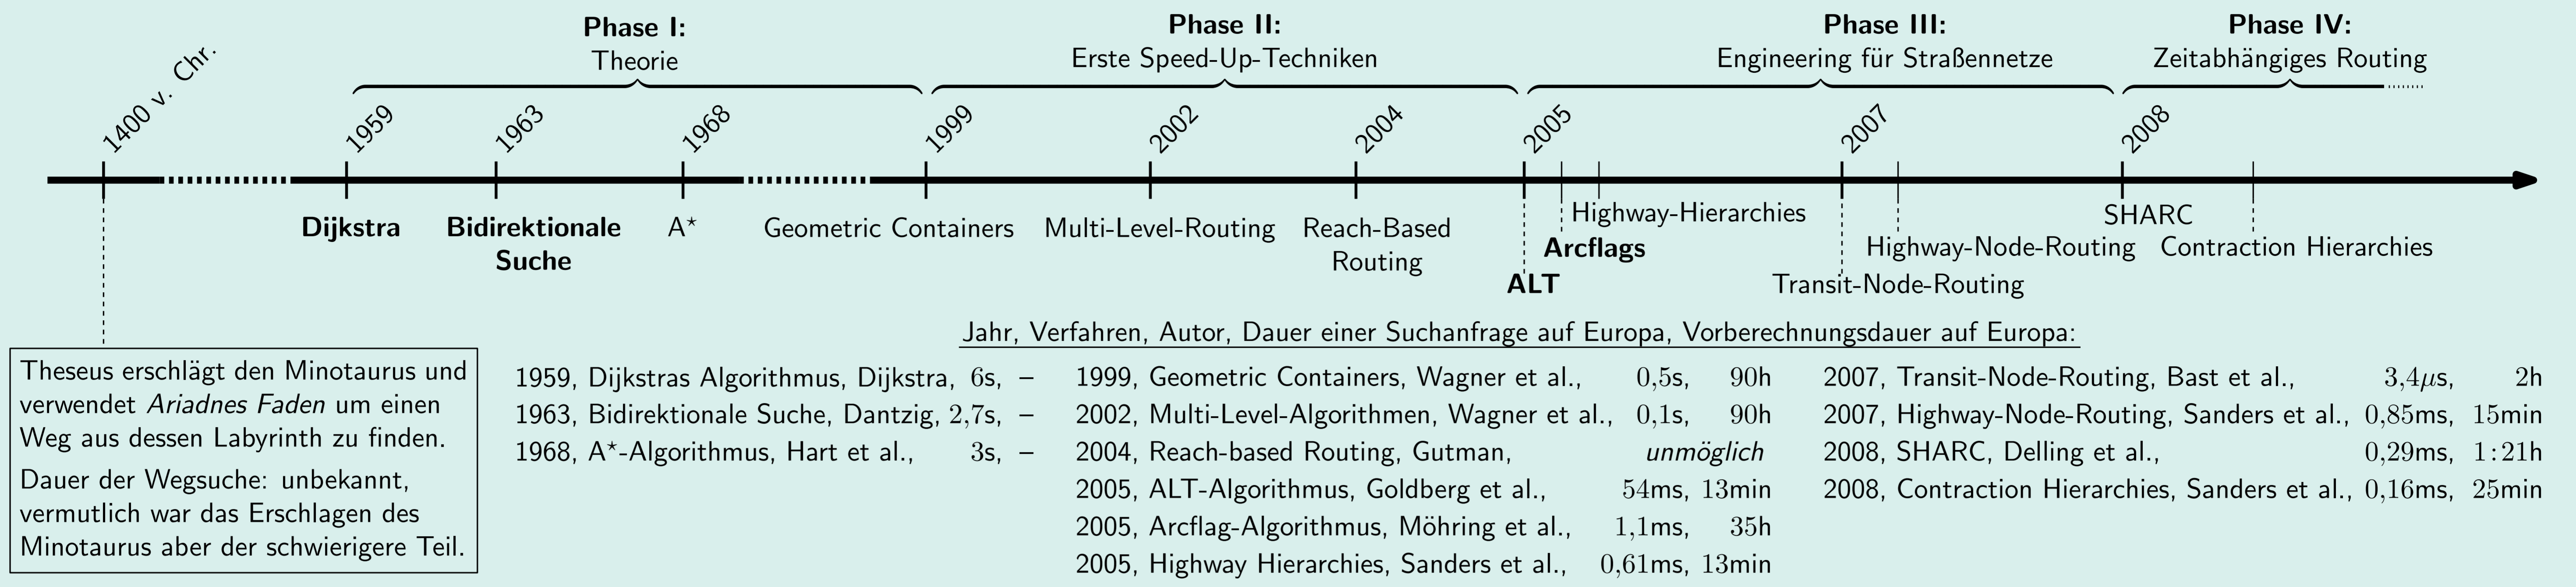 Phase I:
Theorie
Phase II:
Erste Speed-Up-Techniken
Phase III:
Engineering für Straßennetze
Phase IV:
Zeitabhängiges Routing
1400 v. Chr.
1959
1963
1968
1999
2002
2004
2005
2007
2008
Dijkstra
Bidirektionale
Suche
A⋆
Geometric Containers
Multi-Level-Routing
Reach-Based
Routing
ALT
Arcflags
Highway-Hierarchies
Transit-Node-Routing
Highway-Node-Routing
SHARC
Contraction Hierarchies
Theseus erschlägt den Minotaurus und
verwendet Ariadnes Faden um einen
Weg aus dessen Labyrinth zu finden.
Dauer der Wegsuche: unbekannt,
vermutlich war das Erschlagen des
Minotaurus aber der schwierigere Teil.
Jahr, Verfahren, Autor, Dauer einer Suchanfrage auf Europa, Vorberechnungsdauer auf Europa:
1959, Dijkstras Algorithmus, Dijkstra, 6s, –
1963, Bidirektionale Suche, Dantzig, 2,7s, –
1968, A⋆-Algorithmus, Hart et al., 3s, –
1999, Geometric Containers, Wagner et al., 0,5s, 90h
2002, Multi-Level-Algorithmen, Wagner et al., 0,1s, 90h
2004, Reach-based Routing, Gutman, unmöglich
2005, ALT-Algorithmus, Goldberg et al., 54ms, 13min
2005, Arcflag-Algorithmus, Möhring et al., 1,1ms, 35h
2005, Highway Hierarchies, Sanders et al., 0,61ms, 13min
2007, Transit-Node-Routing, Bast et al., 3,4μs, 2h
2007, Highway-Node-Routing, Sanders et al., 0,85ms, 15min
2008, SHARC, Delling et al., 0,29ms, 1:21h
2008, Contraction Hierarchies, Sanders et al., 0,16ms, 25min